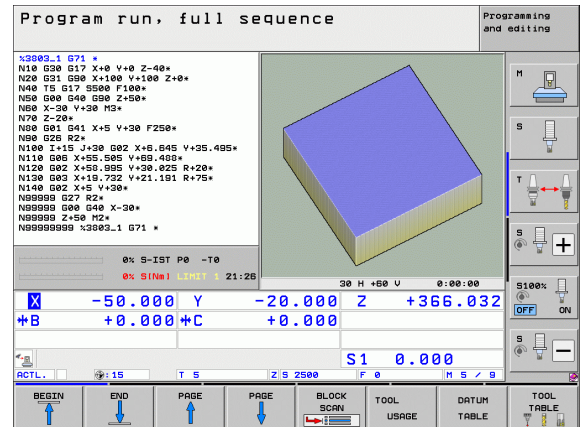 Program run, full sequence
Programming
and editing
%3803_1 G71 *
N10 G30 G17 X+0 Y+0 Z-40*
N20 G31 G90 X+100 Y+100 Z+0*
N40 T5 G17 S500 F100*
N50 G00 G40 G90 Z+50*
N60 X-30 Y+30 M3*
N70 Z-20*
N80 G01 G41 X+5 Y+30 F250*
N90 G26 R2*
N100 I+15 J+30 G02 X+6.645 Y+35.495*
N110 G06 X+55.505 Y+69.488*
N120 G02 X+58.995 Y+30.025 R+20*
N130 G03 X+19.732 Y+21.191 R+75*
N140 G02 X+5 Y+30*
N99999 G27 R2*
N99999 G00 G40 X-30*
N99999 Z+50 M2*
N99999999 %3803_1 G71 *
0% S-IST P0 -T0
0% S[Nm] LIMIT 1 21:26
30 H +60 V 0:00:00
X -50.000 Y -20.000 Z +366.032
B +0.000 C +0.000
S1 0.000
ACTL. :15 T 5 Z S 2500 F 0 M 5 / 9
M
S
T
S
S100%
OFF ON
S
BEGIN
END
PAGE
PAGE
BLOCK
SCAN
TOOL
USAGE
DATUM
TABLE
TOOL
TABLE